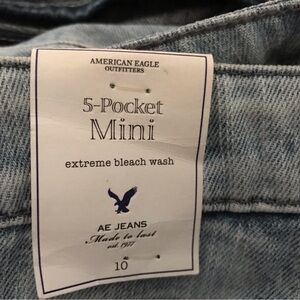 AMERICAN EAGLE
OUTFITTERS
5-Pocket
Mini
extreme bleach wash
AE JEANS
Made to last
est. 1977
10